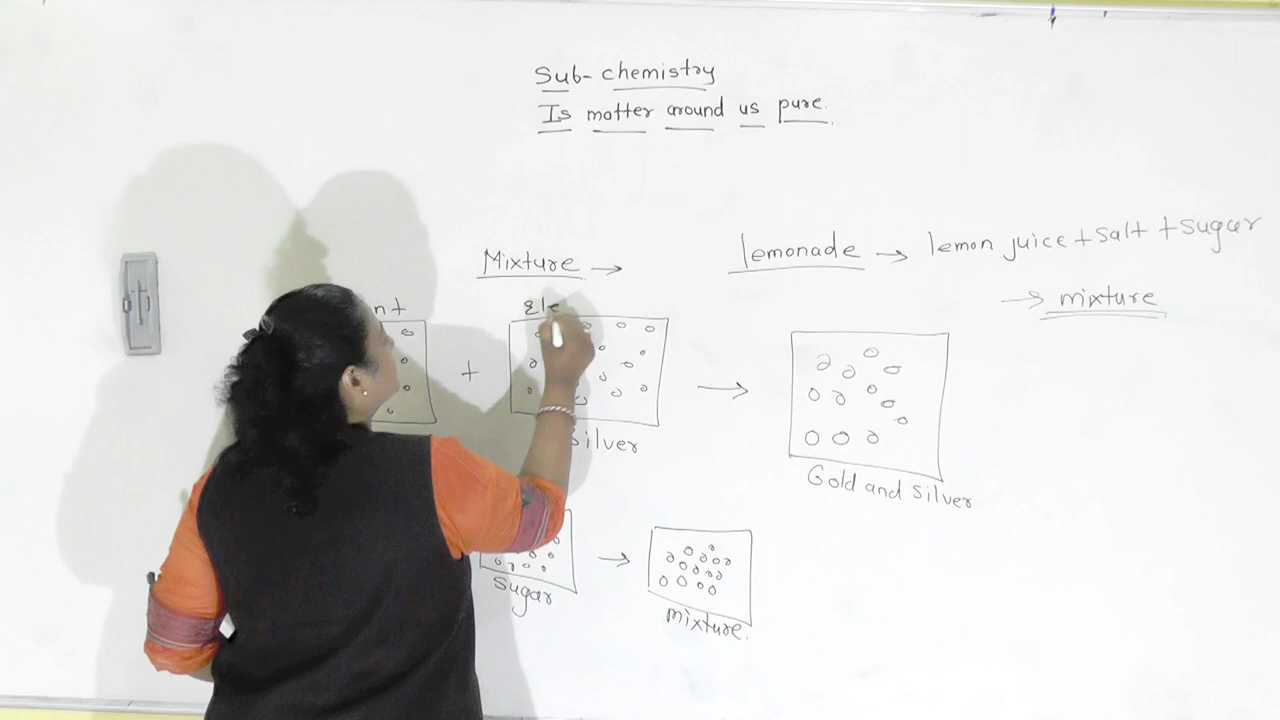 Sub- chemistry
Is matter around us pure.
Mixture →
lemonade → lemon juice + salt + sugar
→ mixture
nt
Ele
+
→
Silver
Gold and Silver
→
Sugar
mixture.